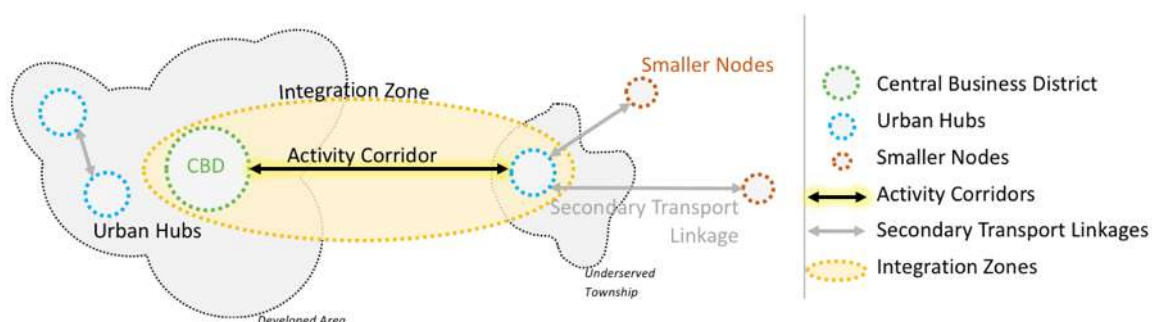 Smaller Nodes
Integration Zone
CBD
Activity Corridor
Urban Hubs
Secondary Transport
Linkage
Underserved
Township
Developed Area
Central Business District
Urban Hubs
Smaller Nodes
Activity Corridors
Secondary Transport Linkages
Integration Zones